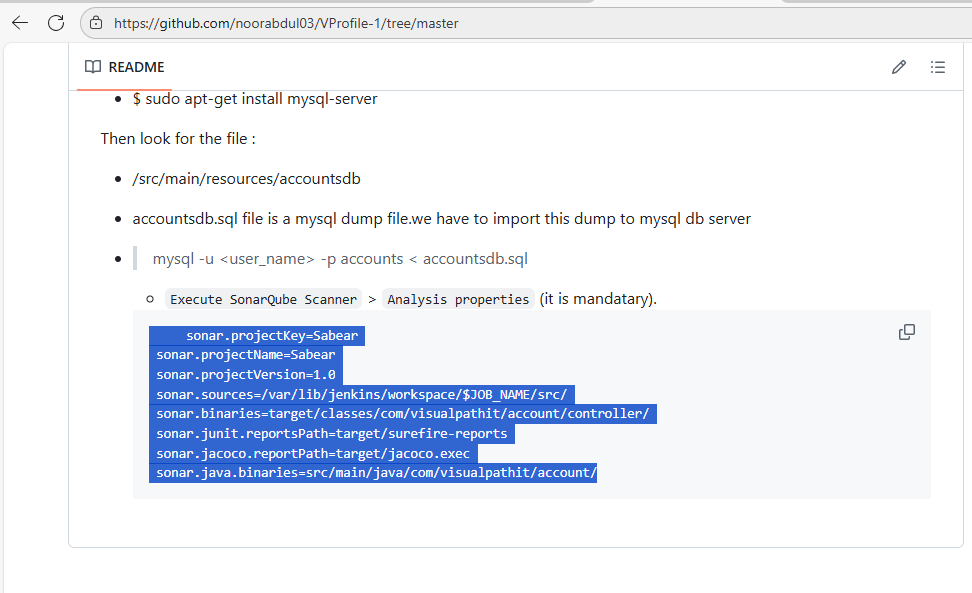 https://github.com/noorabdul03/VProfile-1/tree/master
README
$ sudo apt-get install mysql-server
Then look for the file :
/src/main/resources/accountsdb
accountsdb.sql file is a mysql dump file.we have to import this dump to mysql db server
mysql -u <user_name> -p accounts < accountsdb.sql
Execute SonarQube Scanner > Analysis properties (it is mandatary).
sonar.projectKey=Sabear
sonar.projectName=Sabear
sonar.projectVersion=1.0
sonar.sources=/var/lib/jenkins/workspace/$JOB_NAME/src/
sonar.binaries=target/classes/com/visualpathit/account/controller/
sonar.junit.reportsPath=target/surefire-reports
sonar.jacoco.reportPath=target/jacoco.exec
sonar.java.binaries=src/main/java/com/visualpathit/account/